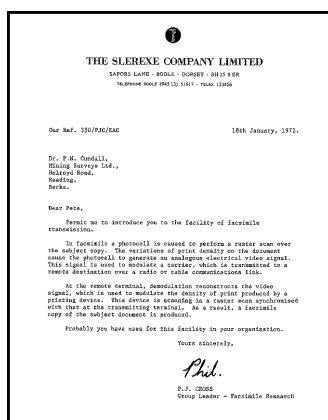 THE SLEREXE COMPANY LIMITED
SAPORS LANE - BOOLE - DORSET - BH 25 8 ER
TELEPHONE BOOLE (945 13) 51617 - TELEX 123456
Our Ref. 350/PJC/EAC
18th January, 1972.
Dr. P.N. Cundall,
Mining Surveys Ltd.,
Holroyd Road,
Reading,
Berks.
Dear Pete,
Permit me to introduce you to the facility of facsimile
transmission.
In facsimile a photocell is caused to perform a raster scan over
the subject copy. The variations of print density on the document
cause the photocell to generate an analogous electrical video signal.
This signal is used to modulate a carrier, which is transmitted to a
remote destination over a radio or cable communications link.
At the remote terminal, demodulation reconstructs the video
signal, which is used to modulate the density of print produced by a
printing device. This device is scanning in a raster scan synchronised
with that at the transmitting terminal. As a result, a facsimile
copy of the subject document is produced.
Probably you have uses for this facility in your organisation.
Yours sincerely,
Phil.
P.J. CROSS
Group Leader - Facsimile Research